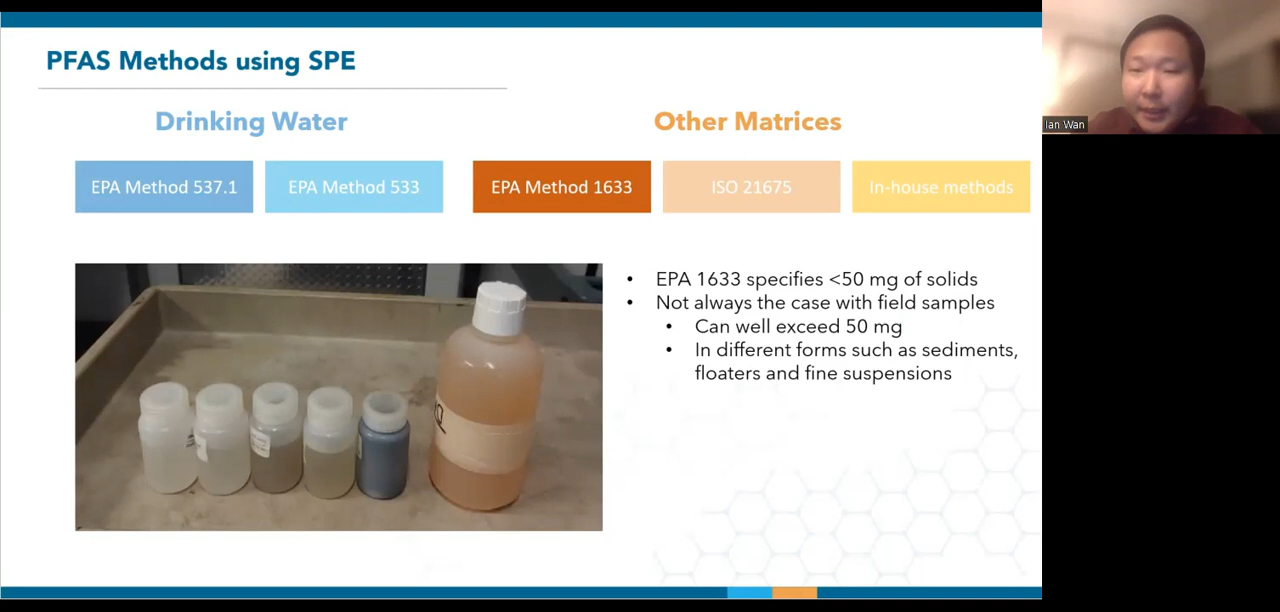 PFAS Methods using SPE
Drinking Water
Other Matrices
EPA Method 537.1
EPA Method 533
EPA Method 1633
ISO 21675
In-house methods
• EPA 1633 specifies <50 mg of solids
• Not always the case with field samples
• Can well exceed 50 mg
• In different forms such as sediments,
floaters and fine suspensions
Ian Wan